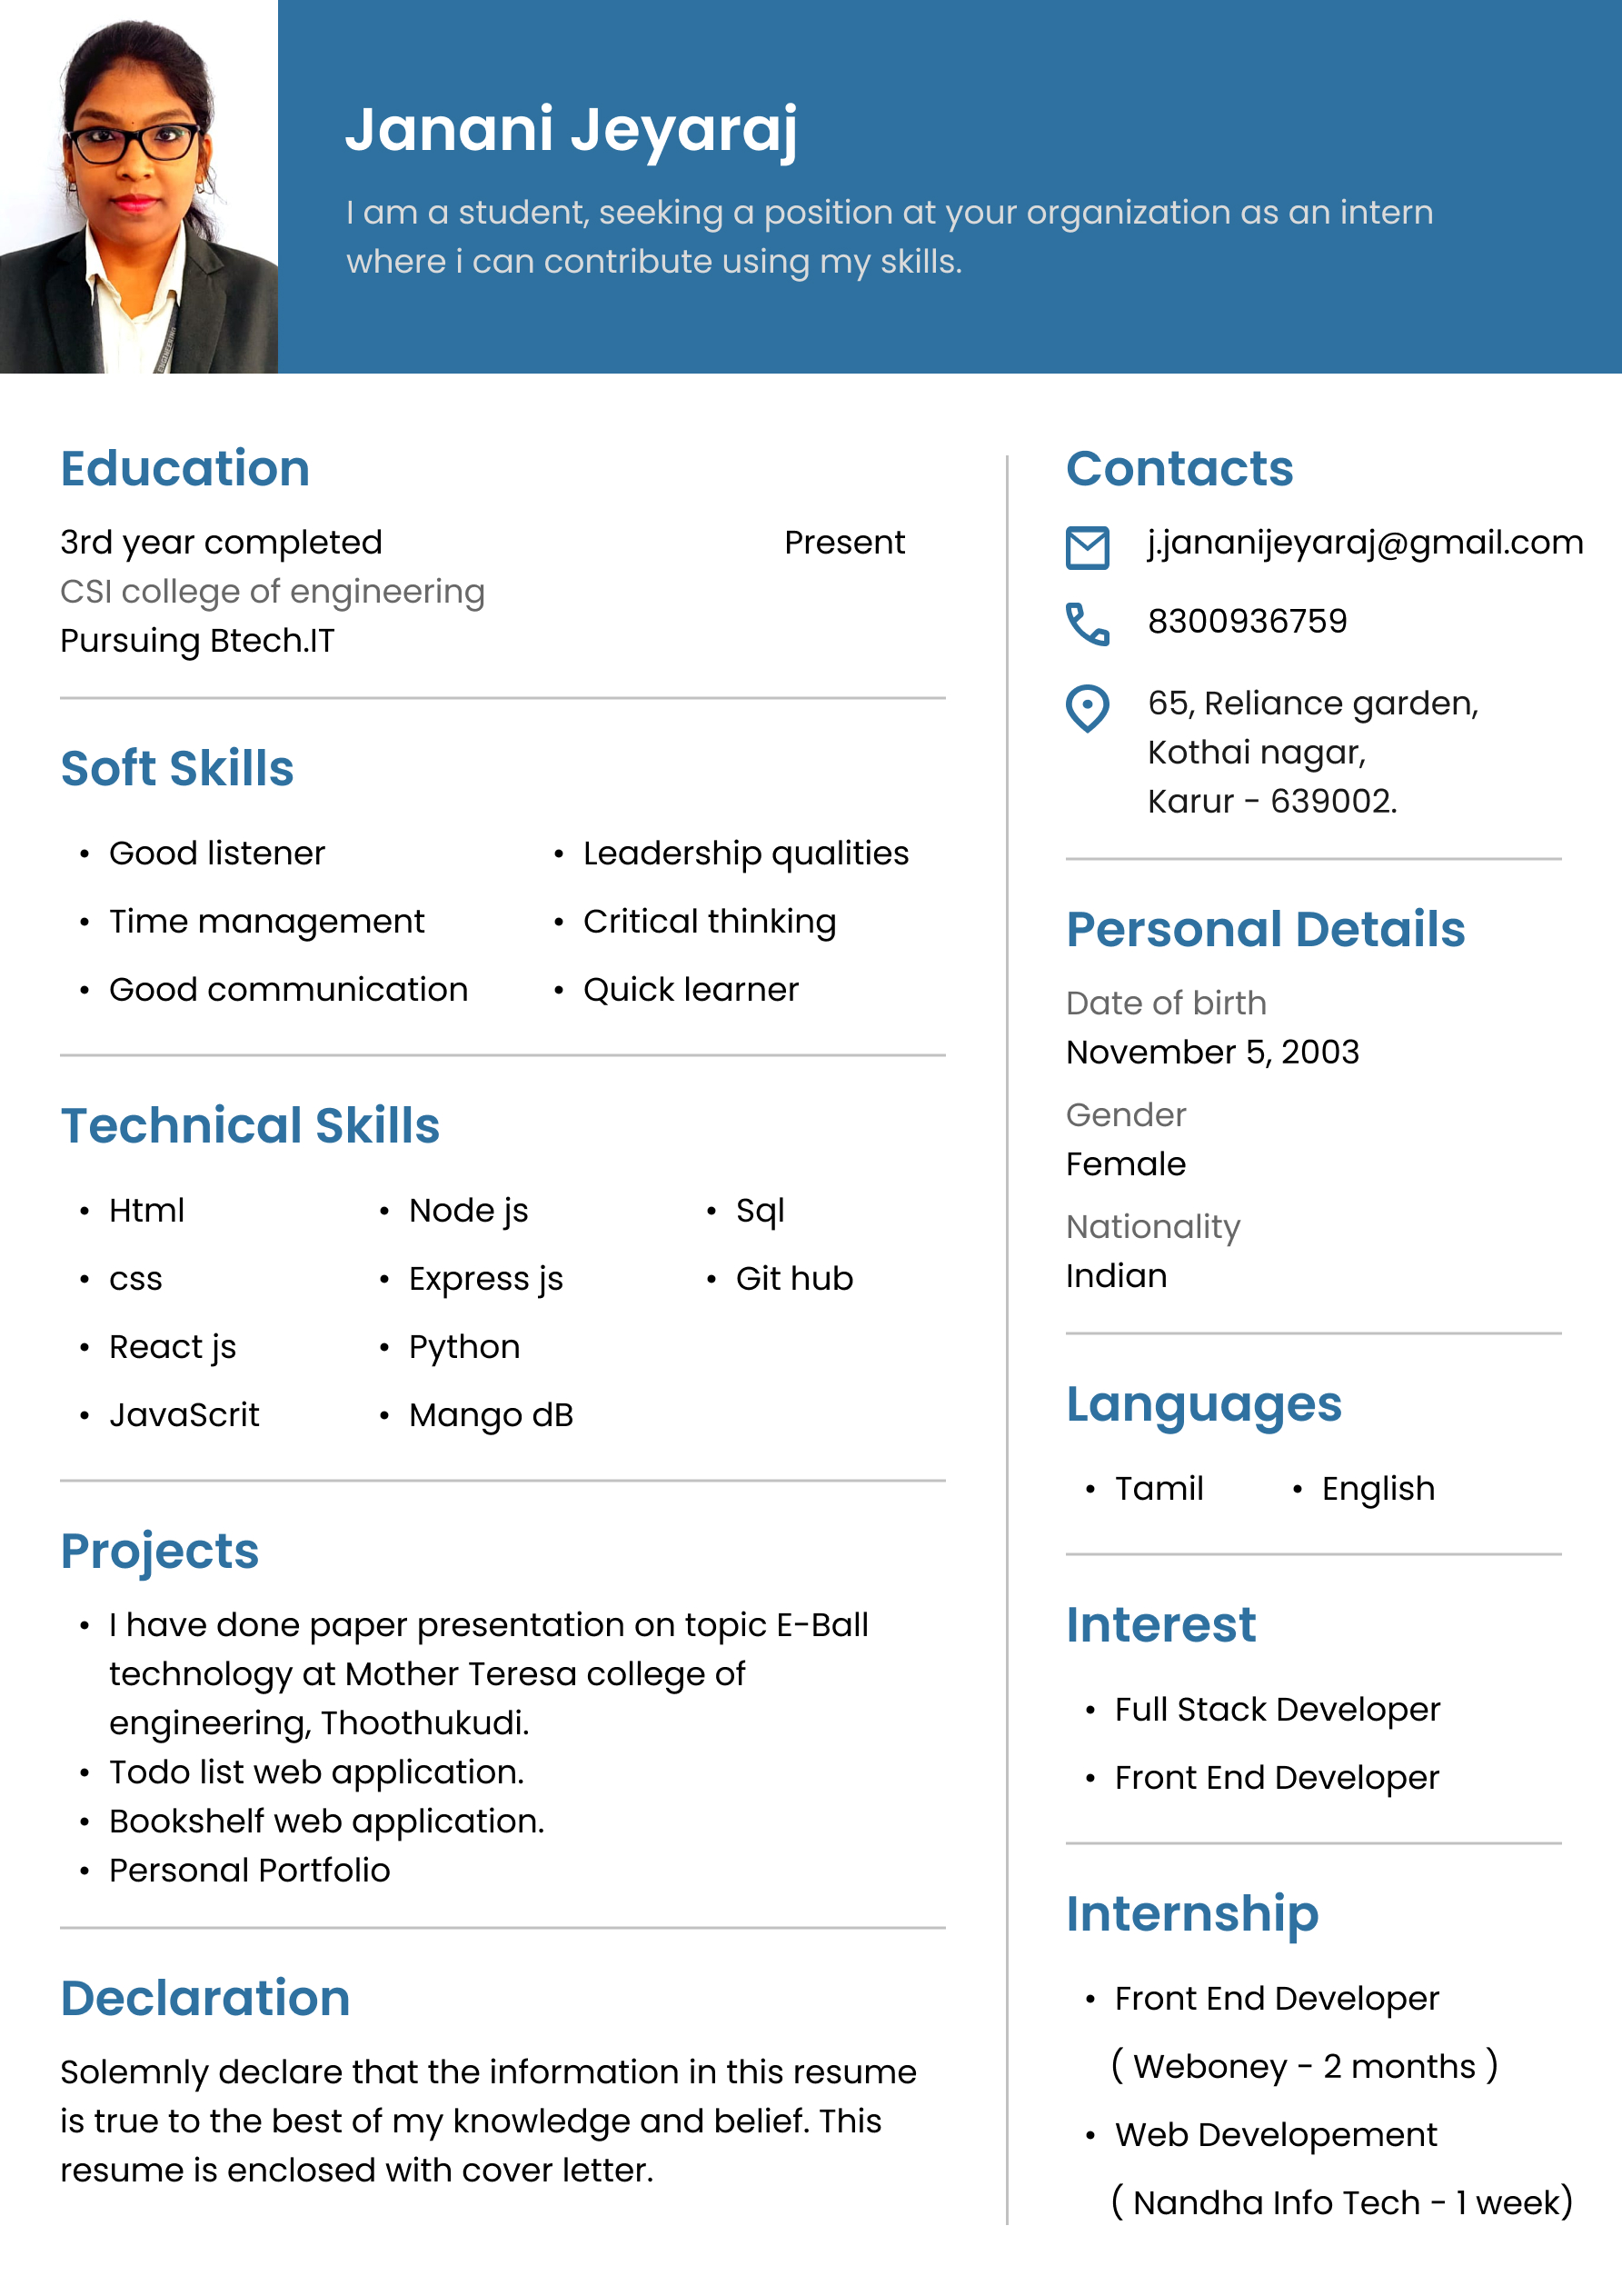 Janani Jeyaraj
I am a student, seeking a position at your organization as an intern
where i can contribute using my skills.
Education
3rd year completed Present
CSI college of engineering
Pursuing Btech.IT
Soft Skills
• Good listener • Leadership qualities
• Time management • Critical thinking
• Good communication • Quick learner
Technical Skills
• Html • Node js • Sql
• css • Express js • Git hub
• React js • Python
• JavaScrit • Mango dB
Projects
• I have done paper presentation on topic E-Ball
technology at Mother Teresa college of
engineering, Thoothukudi.
• Todo list web application.
• Bookshelf web application.
• Personal Portfolio
Declaration
Solemnly declare that the information in this resume
is true to the best of my knowledge and belief. This
resume is enclosed with cover letter.
Contacts
j.jananijeyaraj@gmail.com
8300936759
65, Reliance garden,
Kothai nagar,
Karur - 639002.
Personal Details
Date of birth
November 5, 2003
Gender
Female
Nationality
Indian
Languages
• Tamil • English
Interest
• Full Stack Developer
• Front End Developer
Internship
• Front End Developer
( Weboney - 2 months )
• Web Developement
( Nandha Info Tech - 1 week)